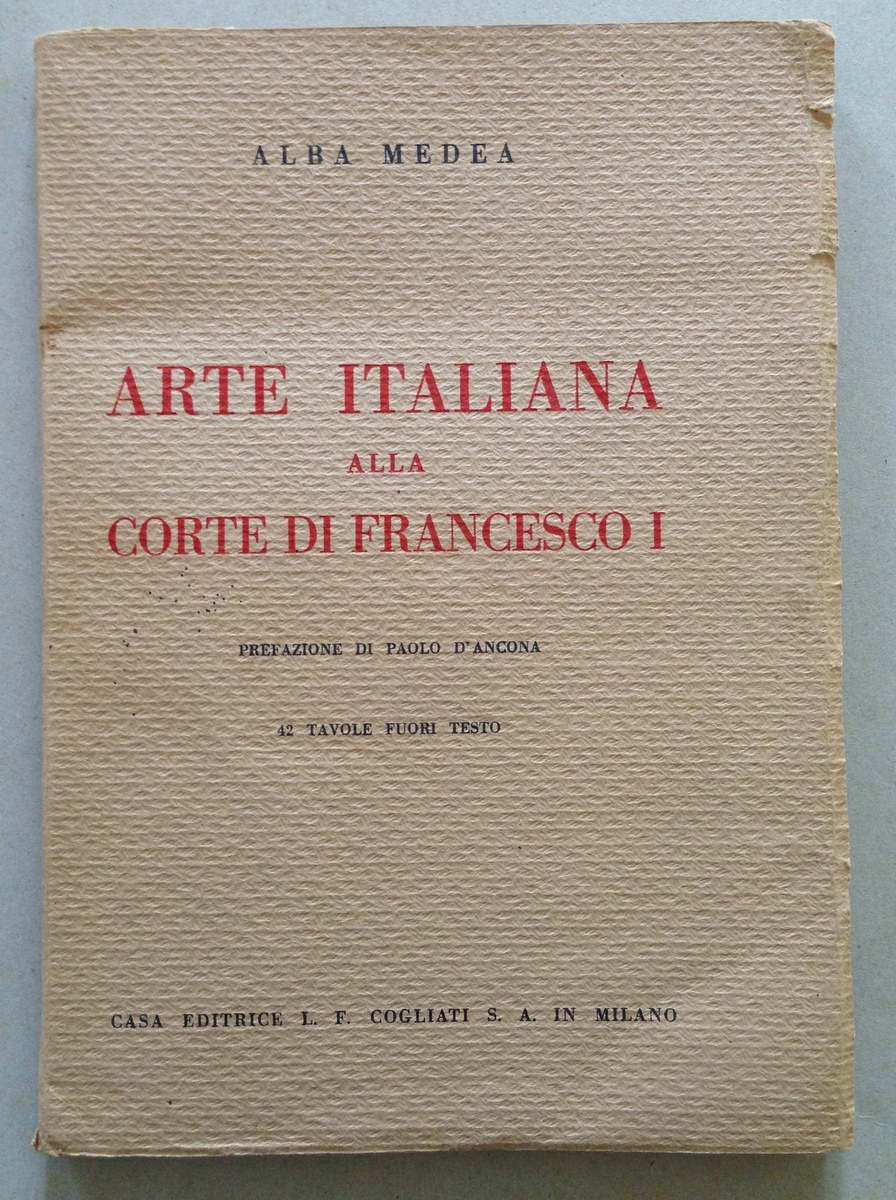 ALBA MEDEA
ARTE ITALIANA
ALLA
CORTE DI FRANCESCO I
PREFAZIONE DI PAOLO D'ANCONA
42 TAVOLE FUORI TESTO
CASA EDITRICE L. F. COGLIATI S. A. IN MILANO